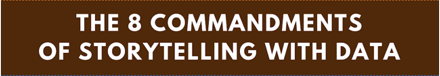 THE 8 COMMANDMENTS
OF STORYTELLING WITH DATA